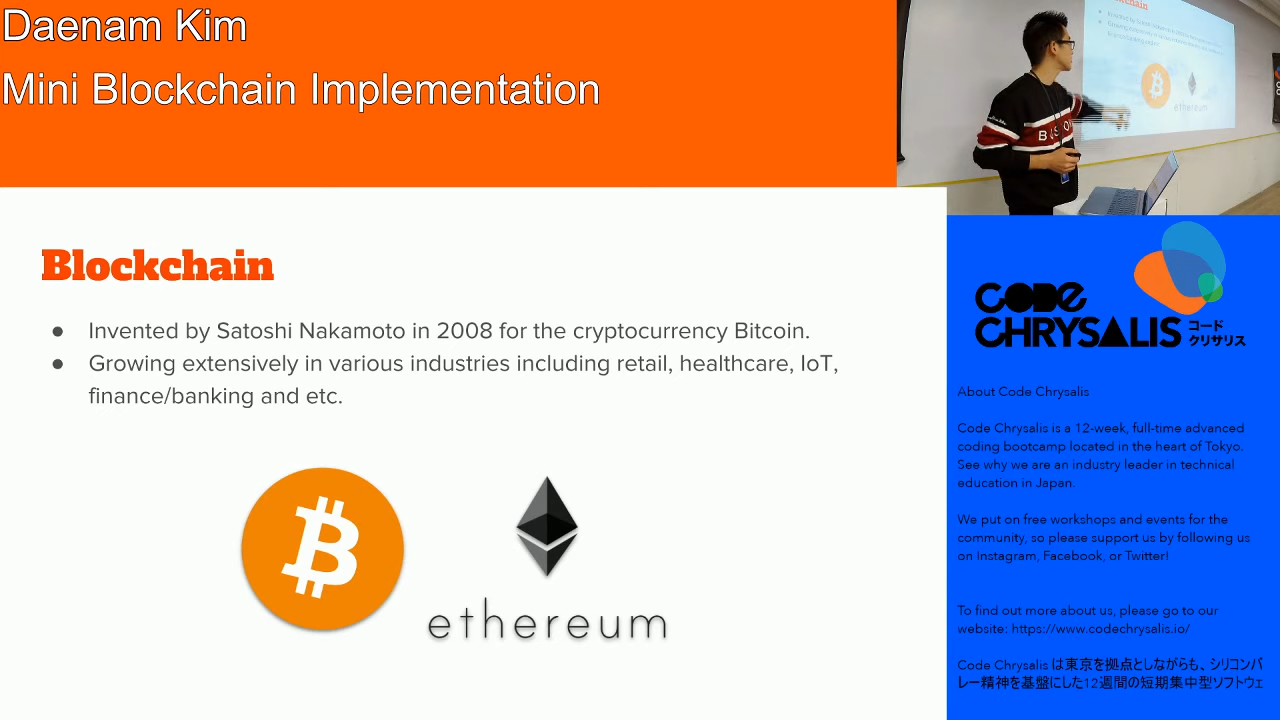 Daenam Kim
Mini Blockchain Implementation
Blockchain
● Invented by Satoshi Nakamoto in 2008 for the cryptocurrency Bitcoin.
● Growing extensively in various industries including retail, healthcare, IoT,
finance/banking and etc.
ethereum
CODE
CHRYSALIS
コード
クリサリス
About Code Chrysalis
Code Chrysalis is a 12-week, full-time advanced
coding bootcamp located in the heart of Tokyo.
See why we are an industry leader in technical
education in Japan.
We put on free workshops and events for the
community, so please support us by following us
on Instagram, Facebook, or Twitter!
To find out more about us, please go to our
website: https://www.codechrysalis.io/
Code Chrysalis は東京を拠点としながらも、シリコンバ
レー精神を基盤にした12週間の短期集中型ソフトウェ